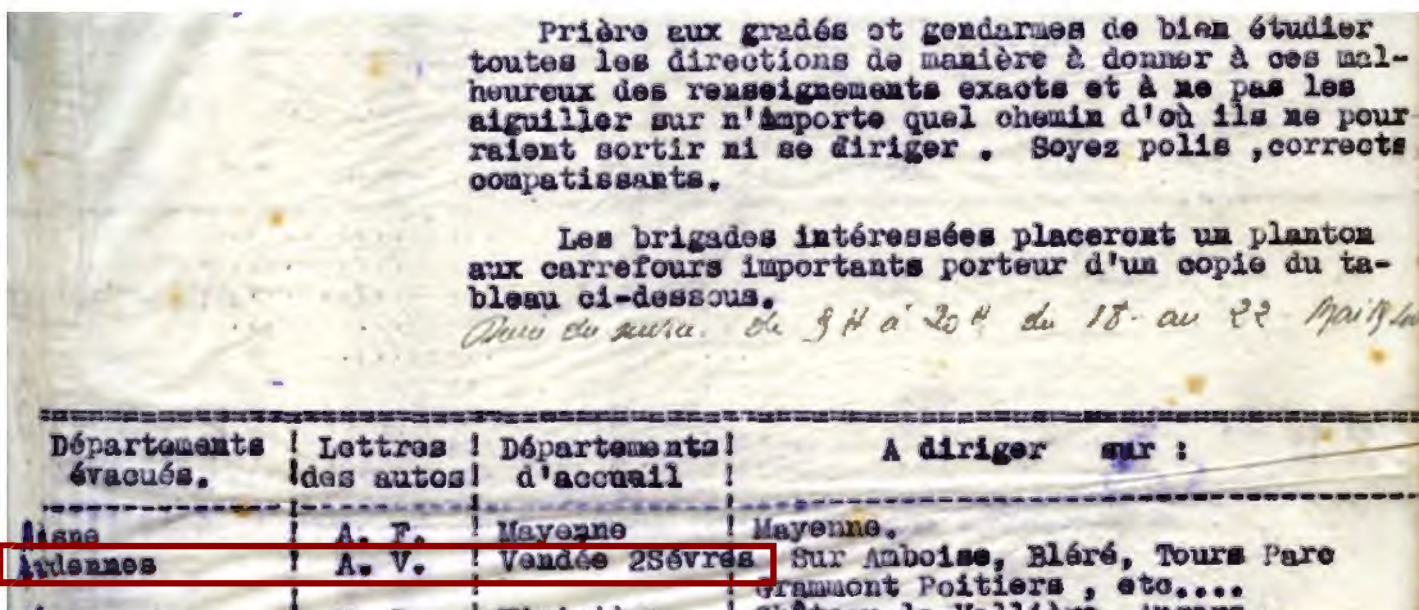 Prière aux gradés et gendarmes de bien étudier
toutes les directions de manière à donner à ces mal-
heureux des renseignements exacts et à ne pas les
aiguiller sur n'importe quel chemin d'où ils ne pour-
raient sortir ni se diriger . Soyez polis ,corrects
compatissants.
Les brigades intéressées placeront un planton
aux carrefours importants porteur d'un copie du ta-
bleau ci-dessous.
de 9 H à 20 H du 18 au 22 Mai
Départements ! Lettres ! Départements! A diriger sur :
évacués. !des autos! d'accuail !
Aisne ! A. F. ! Mayenne ! Mayenne.
Ardennes ! A. V. ! Vendée 2Sévres Sur Amboise, Bléré, Tours Parc
Grammont Poitiers , etc....